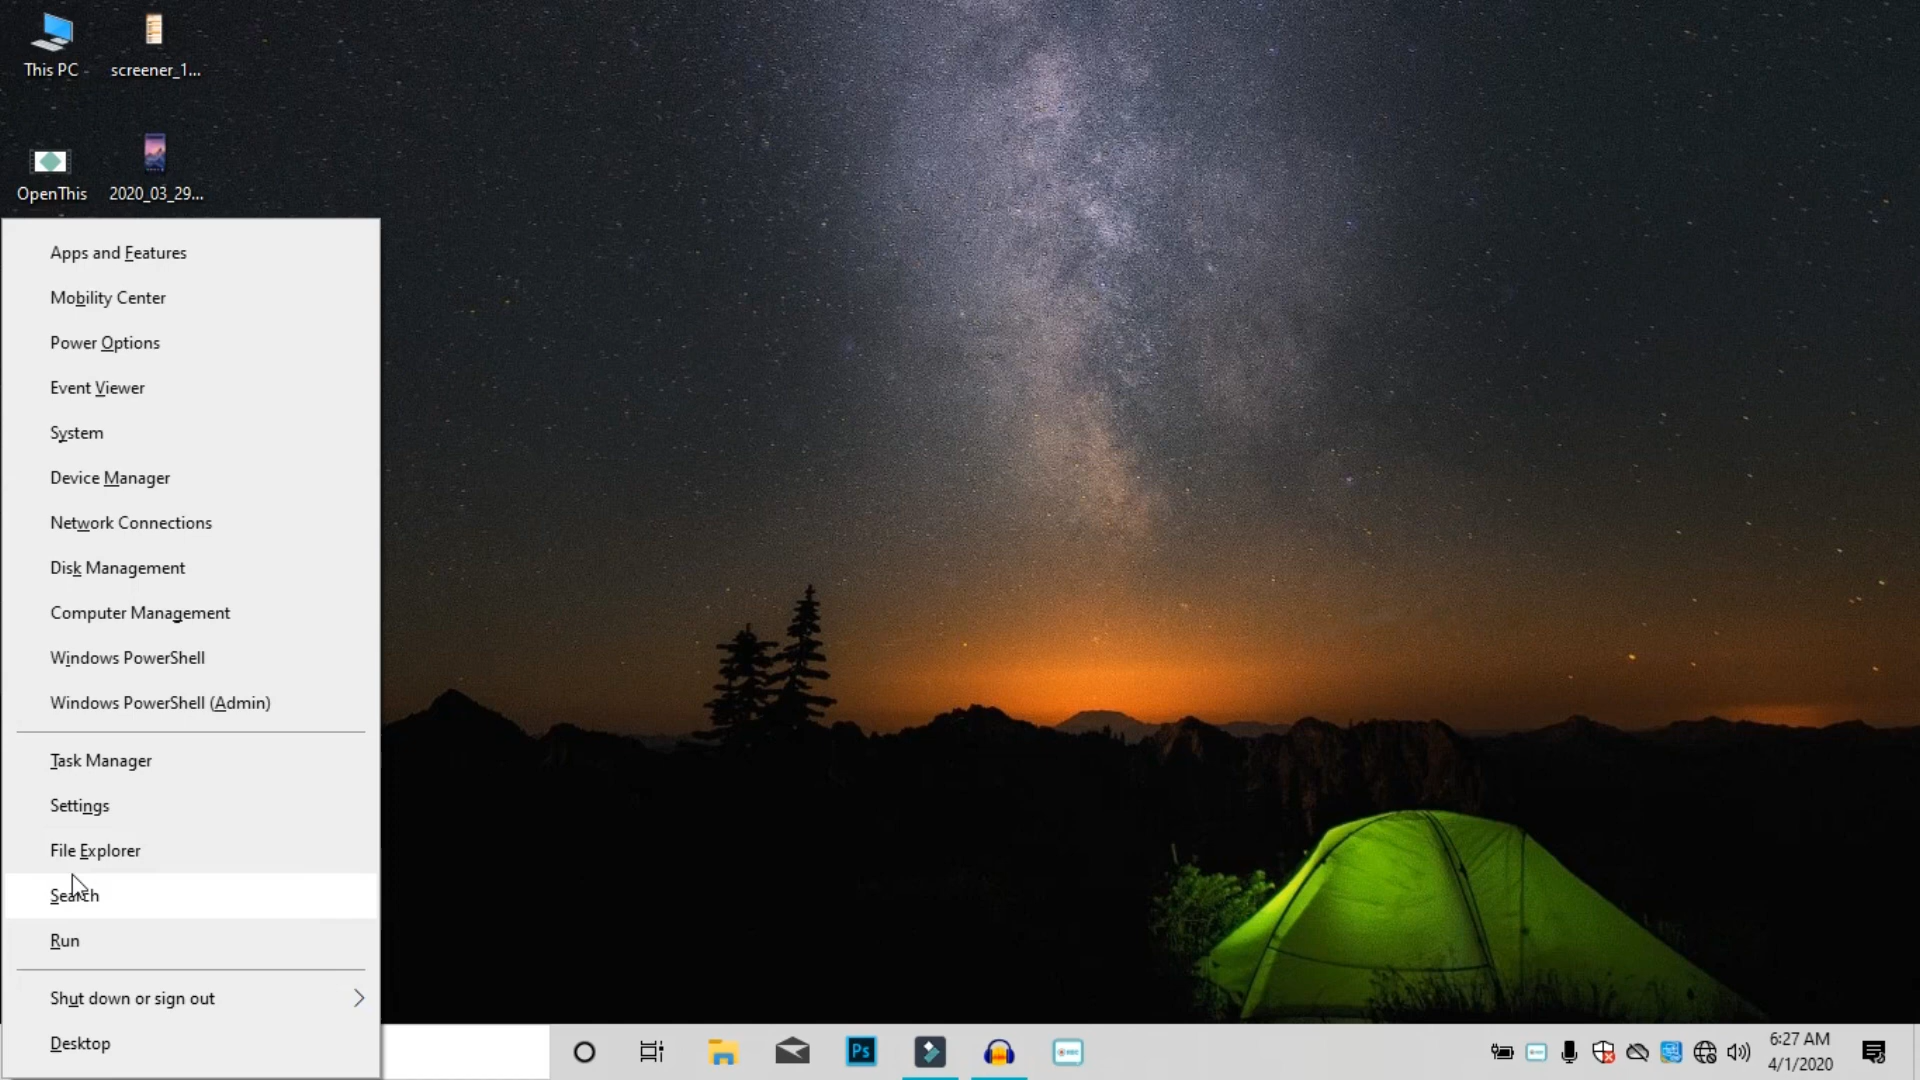 This PC
screener_1...
OpenThis
2020_03_29...
Apps and Features
Mobility Center
Power Options
Event Viewer
System
Device Manager
Network Connections
Disk Management
Computer Management
Windows PowerShell
Windows PowerShell (Admin)
Task Manager
Settings
File Explorer
Search
Run
Shut down or sign out
Desktop
Ps
REC
6:27 AM
4/1/2020